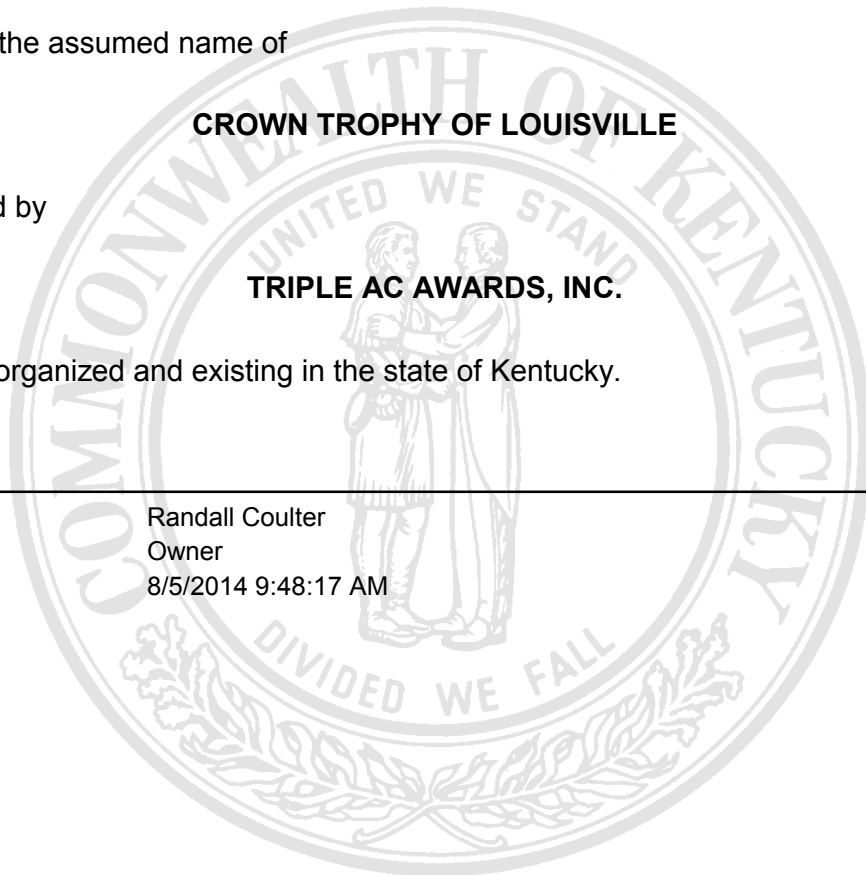 the assumed name of
CROWN TROPHY OF LOUISVILLE
d by
TRIPLE AC AWARDS, INC.
organized and existing in the state of Kentucky.
Randall Coulter
Owner
8/5/2014 9:48:17 AM
COMMONWEALTH OF KENTUCKY
UNITED WE STAND
DIVIDED WE FALL